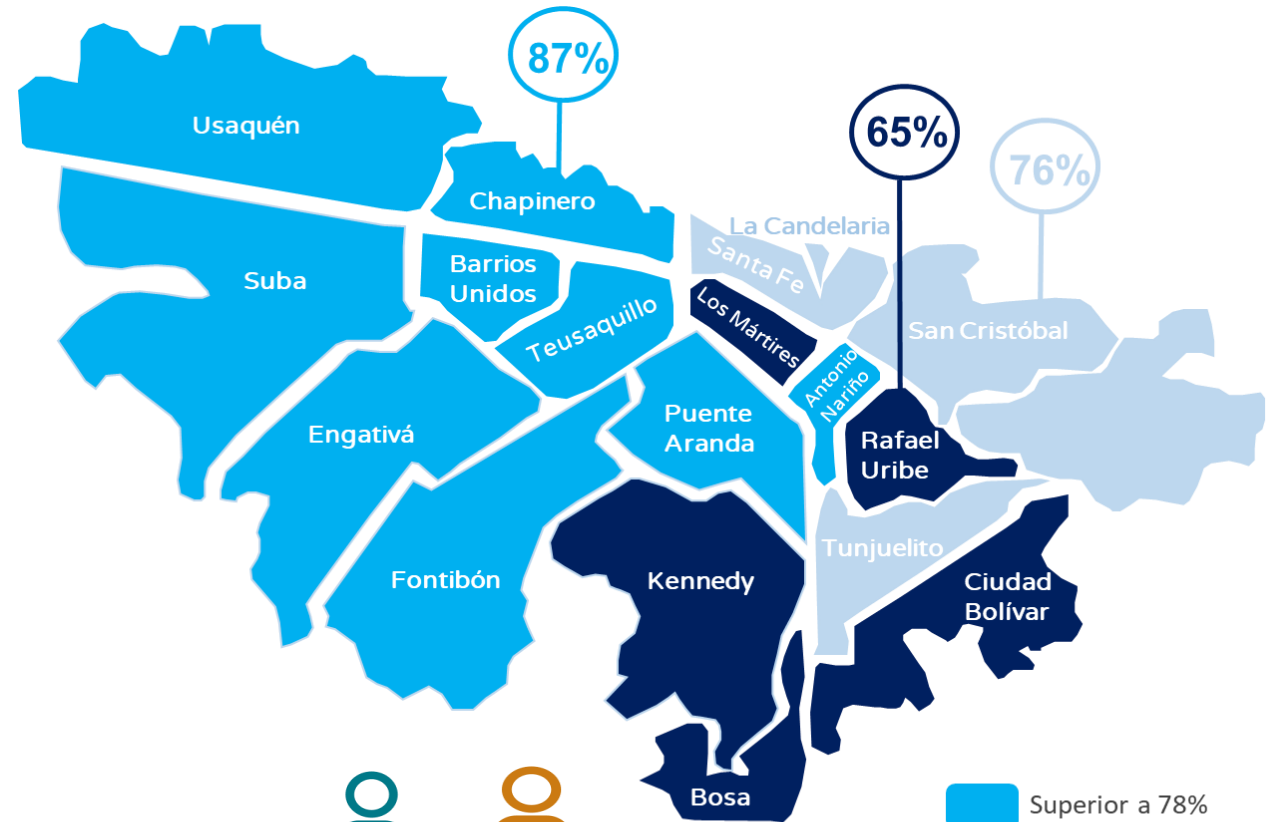 87%
65%
76%
Usaquén
Chapinero
La Candelaria
Santa Fe
Barrios
Unidos
Suba
Teusaquillo
Los Mártires
San Cristóbal
Antonio
Nariño
Engativá
Puente
Aranda
Rafael
Uribe
Tunjuelito
Fontibón
Kennedy
Ciudad
Bolívar
Bosa
Superior a 78%